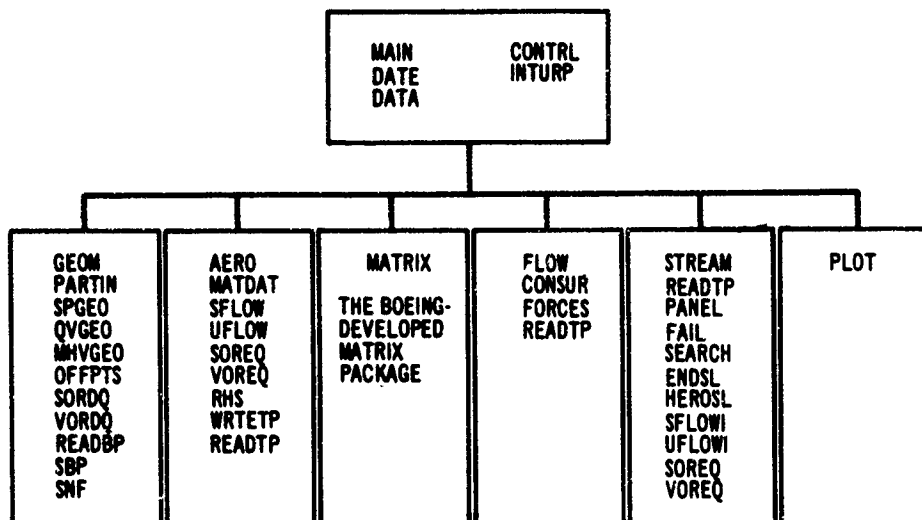 MAIN
DATE
DATA
CONTRL
INTURP
GEOM
PARTIN
SPGEO
QVGEO
MHVGEO
OFFPTS
SORDQ
VORDQ
READBP
SBP
SNF
AERO
MATDAT
SFLOW
UFLOW
SOREQ
VOREQ
RHS
WRTETP
READTP
MATRIX
THE BOEING-
DEVELOPED
MATRIX
PACKAGE
FLOW
CONSUR
FORCES
READTP
STREAM
READTP
PANEL
FAIL
SEARCH
ENDSL
HEROSL
SFLOWI
UFLOWI
SOREQ
VOREQ
PLOT